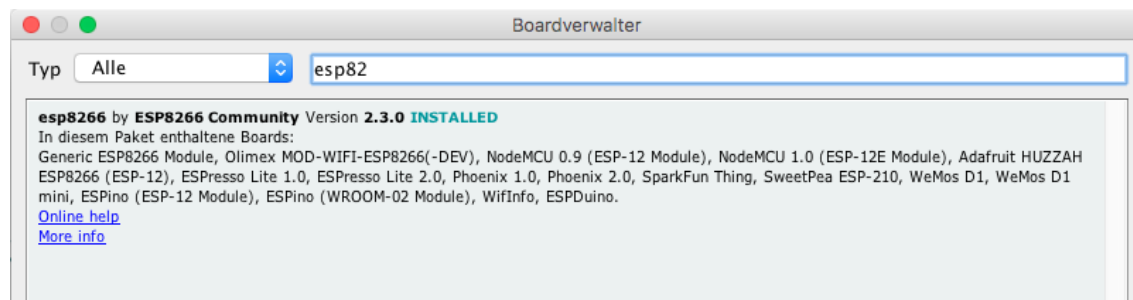 Boardverwalter
Typ Alle esp82
esp8266 by ESP8266 Community Version 2.3.0 INSTALLED
In diesem Paket enthaltene Boards:
Generic ESP8266 Module, Olimex MOD-WIFI-ESP8266(-DEV), NodeMCU 0.9 (ESP-12 Module), NodeMCU 1.0 (ESP-12E Module), Adafruit HUZZAH
ESP8266 (ESP-12), ESPresso Lite 1.0, ESPresso Lite 2.0, Phoenix 1.0, Phoenix 2.0, SparkFun Thing, SweetPea ESP-210, WeMos D1, WeMos D1
mini, ESPino (ESP-12 Module), ESPino (WROOM-02 Module), WifInfo, ESPDuino.
Online help
More info